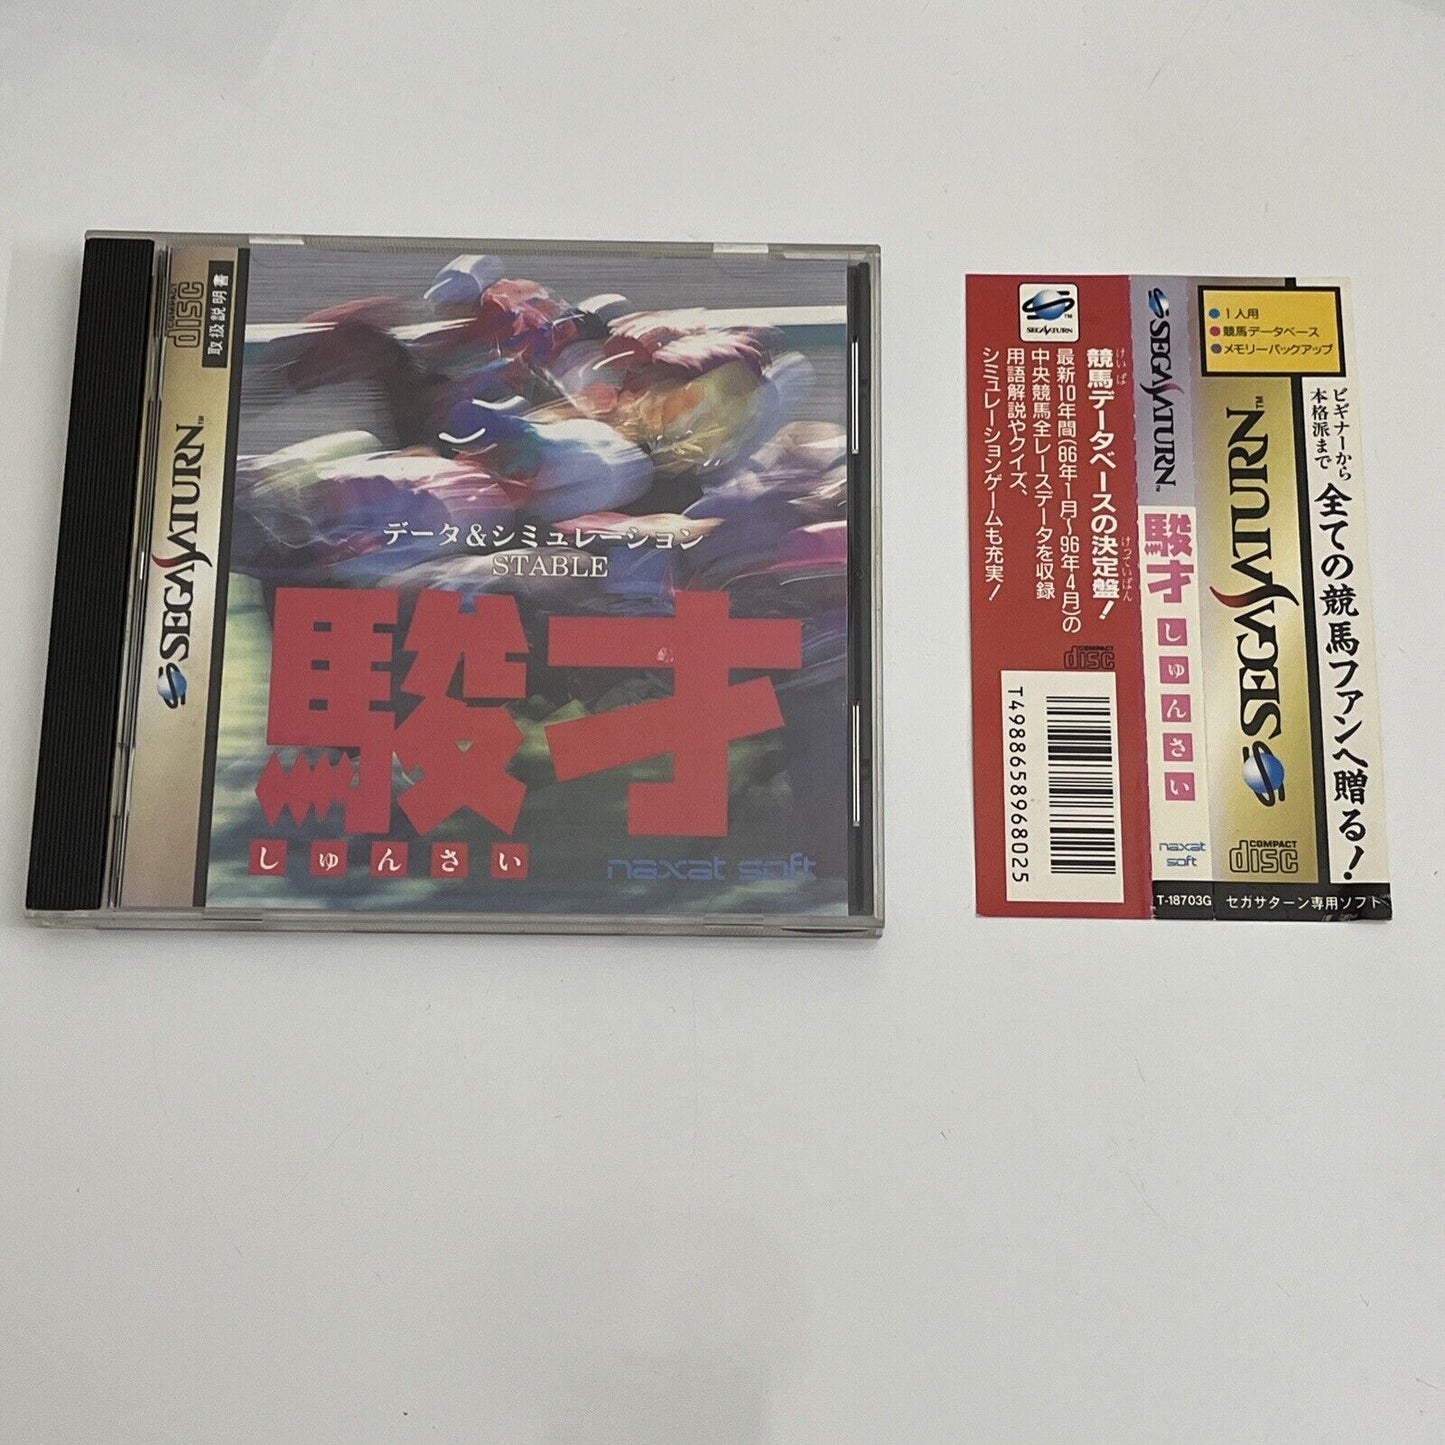 COMPACT
disc
取扱説明書
SEGA SATURN™
データ&シミュレーション
STABLE
駿才
しゅんさい
naxat soft
SEGA SATURN™
競馬データベースの決定盤!
けいば
けっていばん
最新10年間(86年1月〜96年4月)の
中央競馬全レースデータを収録
用語解説やクイズ、
シミュレーションゲームも充実!
COMPACT
disc
T4988658968025
SEGA SATURN™
駿才
しゅんさい
naxat
soft
T-18703G
●1人用
●競馬データベース
●メモリーバックアップ
SEGA SATURN™
COMPACT
disc
ビギナーから
本格派まで
全ての競馬ファンへ贈る!
セガサターン専用ソフト